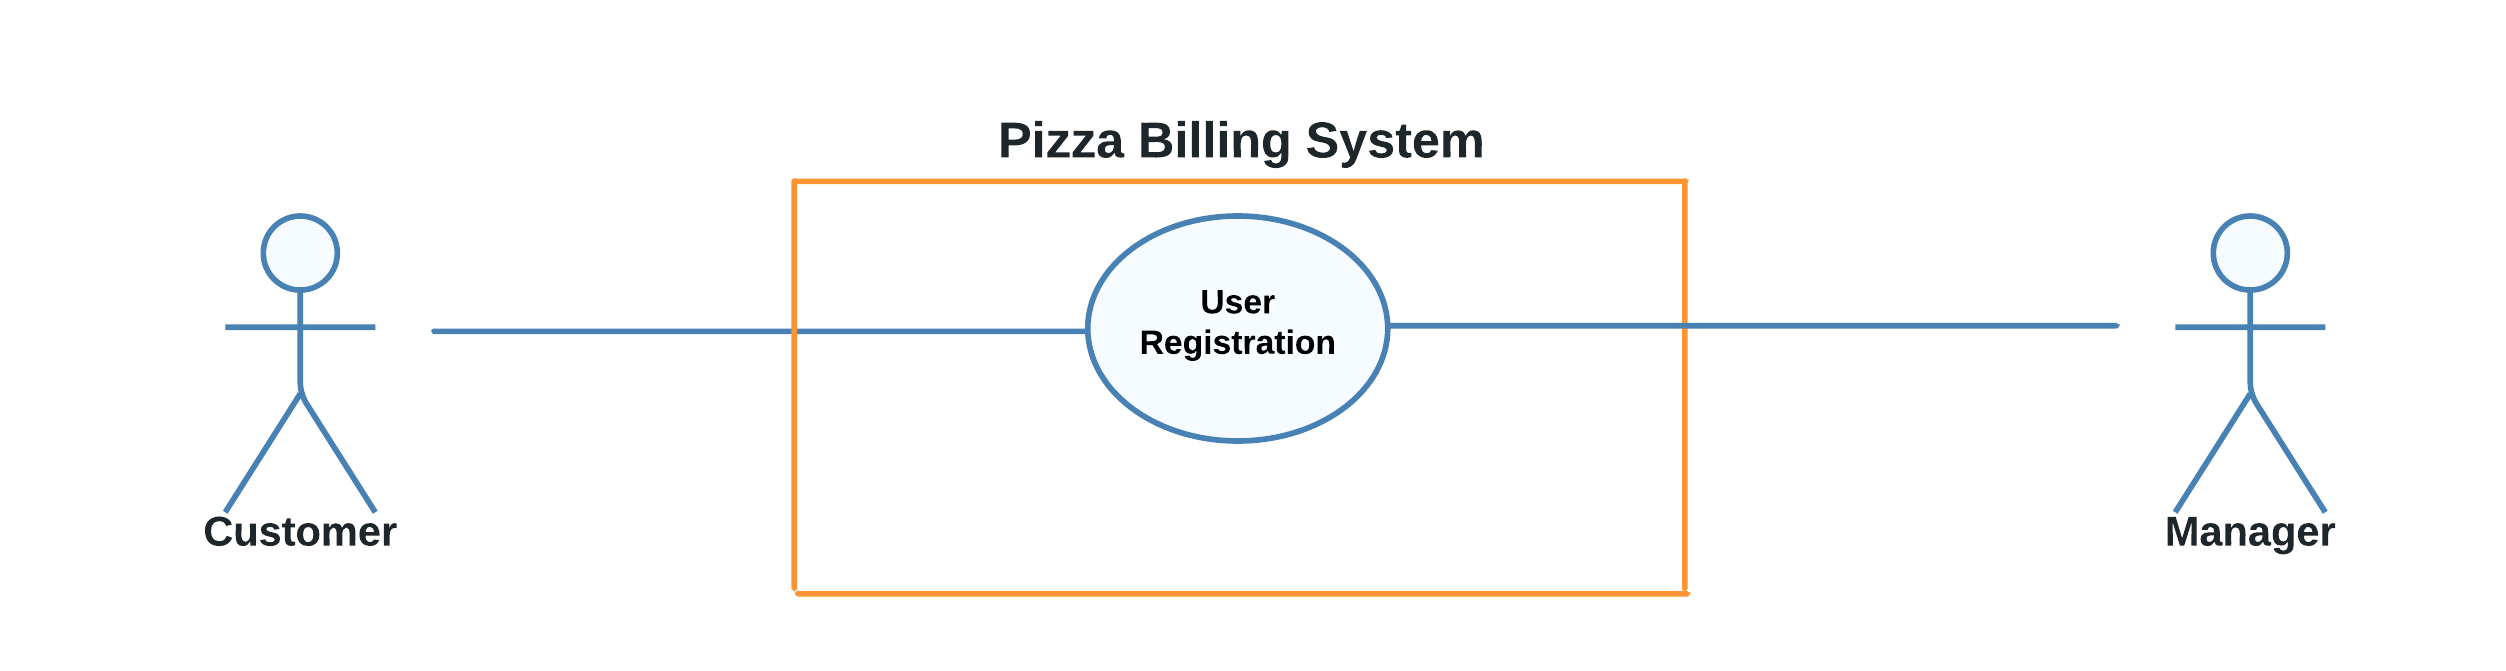 Pizza Billing System
User
Registration
Customer
Manager